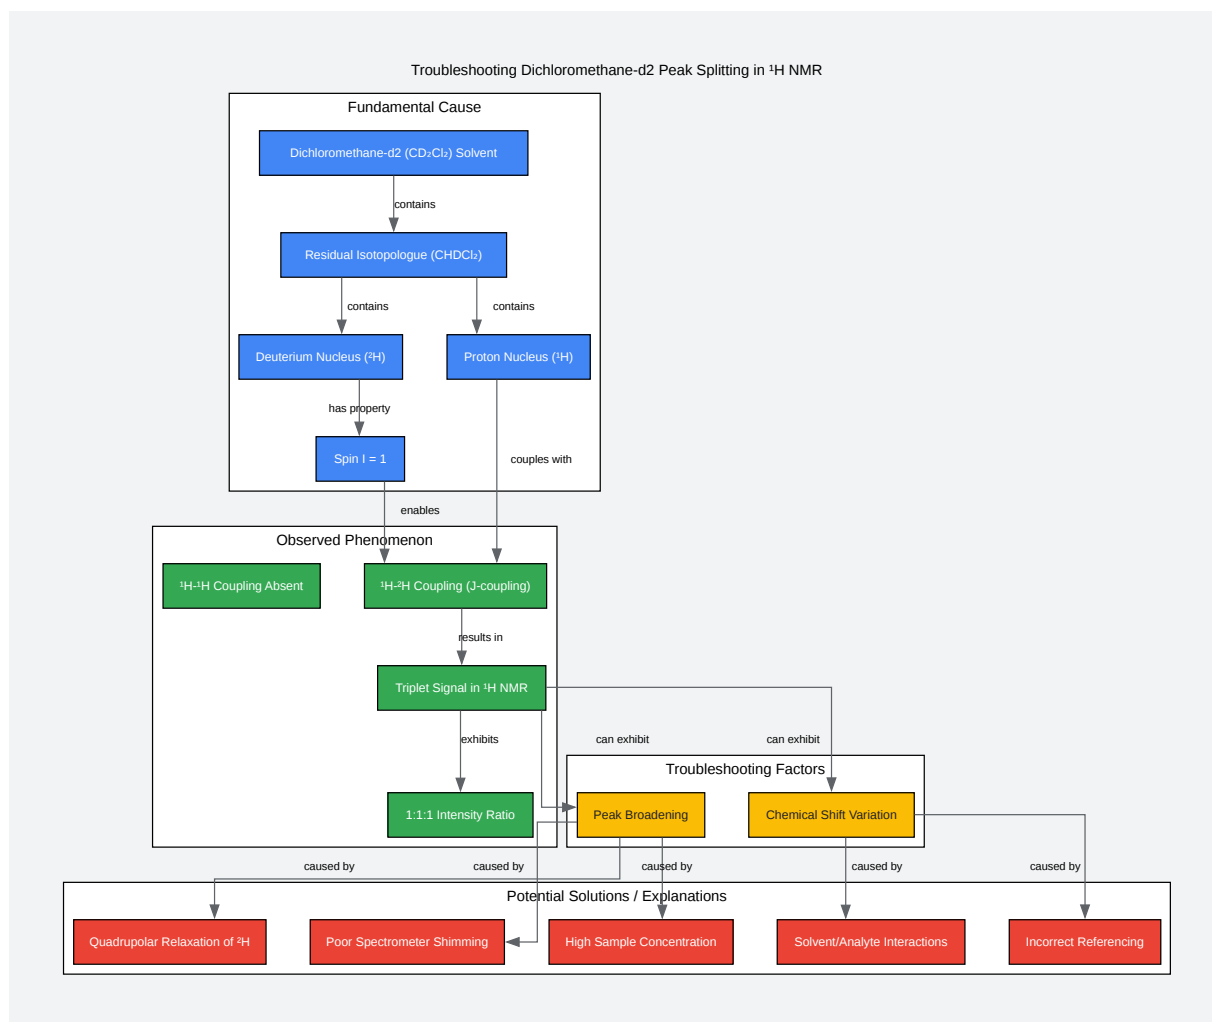 Troubleshooting Dichloromethane-d2 Peak Splitting in ¹H NMR
Fundamental Cause
Dichloromethane-d2 (CD₂Cl₂) Solvent
contains
Residual Isotopologue (CHDCl₂)
contains
contains
Deuterium Nucleus (²H)
Proton Nucleus (¹H)
has property
Spin I = 1
couples with
enables
Observed Phenomenon
¹H-¹H Coupling Absent
¹H-²H Coupling (J-coupling)
results in
Triplet Signal in ¹H NMR
exhibits
can exhibit
can exhibit
Troubleshooting Factors
1:1:1 Intensity Ratio
Peak Broadening
Chemical Shift Variation
caused by
caused by
caused by
caused by
caused by
Potential Solutions / Explanations
Quadrupolar Relaxation of ²H
Poor Spectrometer Shimming
High Sample Concentration
Solvent/Analyte Interactions
Incorrect Referencing